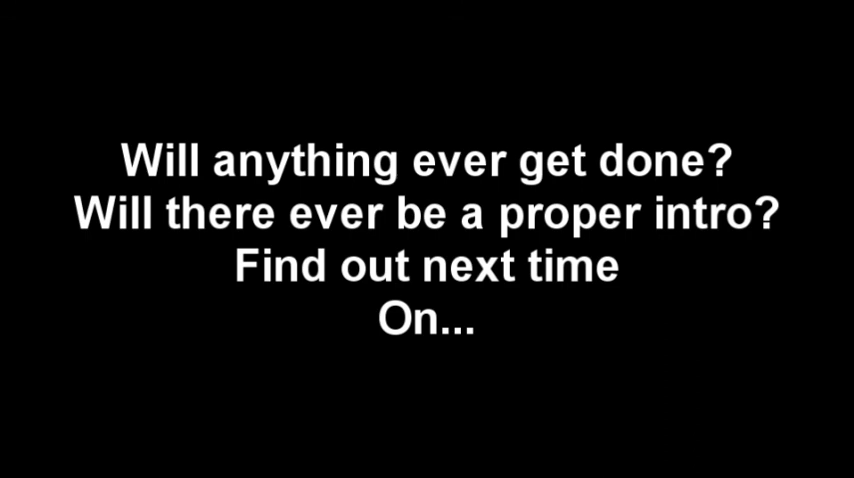 Will anything ever get done?
Will there ever be a proper intro?
Find out next time
On...